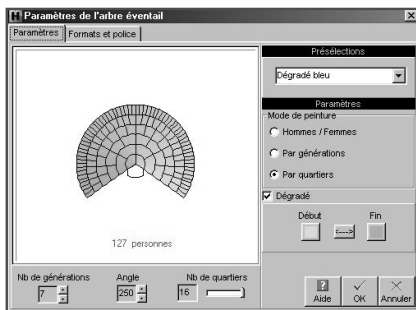 Paramètres de l'arbre éventail
Paramètres
Formats et police
Présélections
Dégradé bleu
Paramètres
Mode de peinture
Hommes / Femmes
Par générations
Par quartiers
Dégradé
Début
<--->
Fin
127 personnes
Nb de générations
Angle
Nb de quartiers
7
250
16
Aide
OK
Annuler